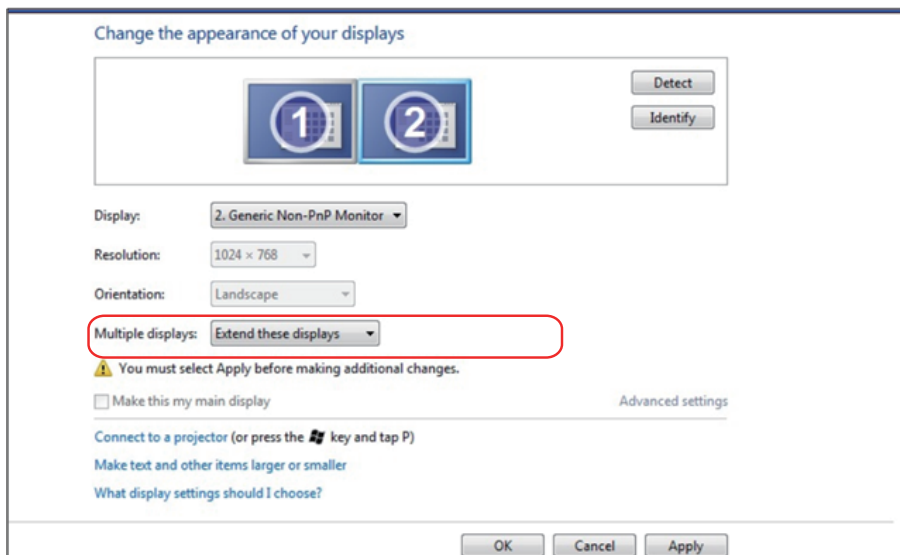 Change the appearance of your displays
1 2
Detect
Identify
Display: 2. Generic Non-PnP Monitor
Resolution: 1024 × 768
Orientation: Landscape
Multiple displays: Extend these displays
You must select Apply before making additional changes.
Make this my main display Advanced settings
Connect to a projector (or press the key and tap P)
Make text and other items larger or smaller
What display settings should I choose?
OK Cancel Apply